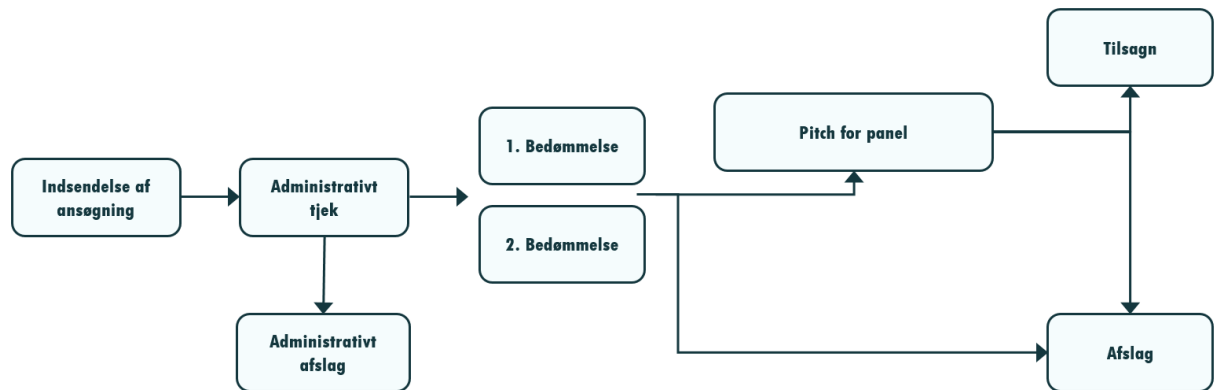 Indsendelse af
ansøgning
Administrativt
tjek
Administrativt
afslag
1. Bedømmelse
2. Bedømmelse
Pitch for panel
Tilsagn
Afslag